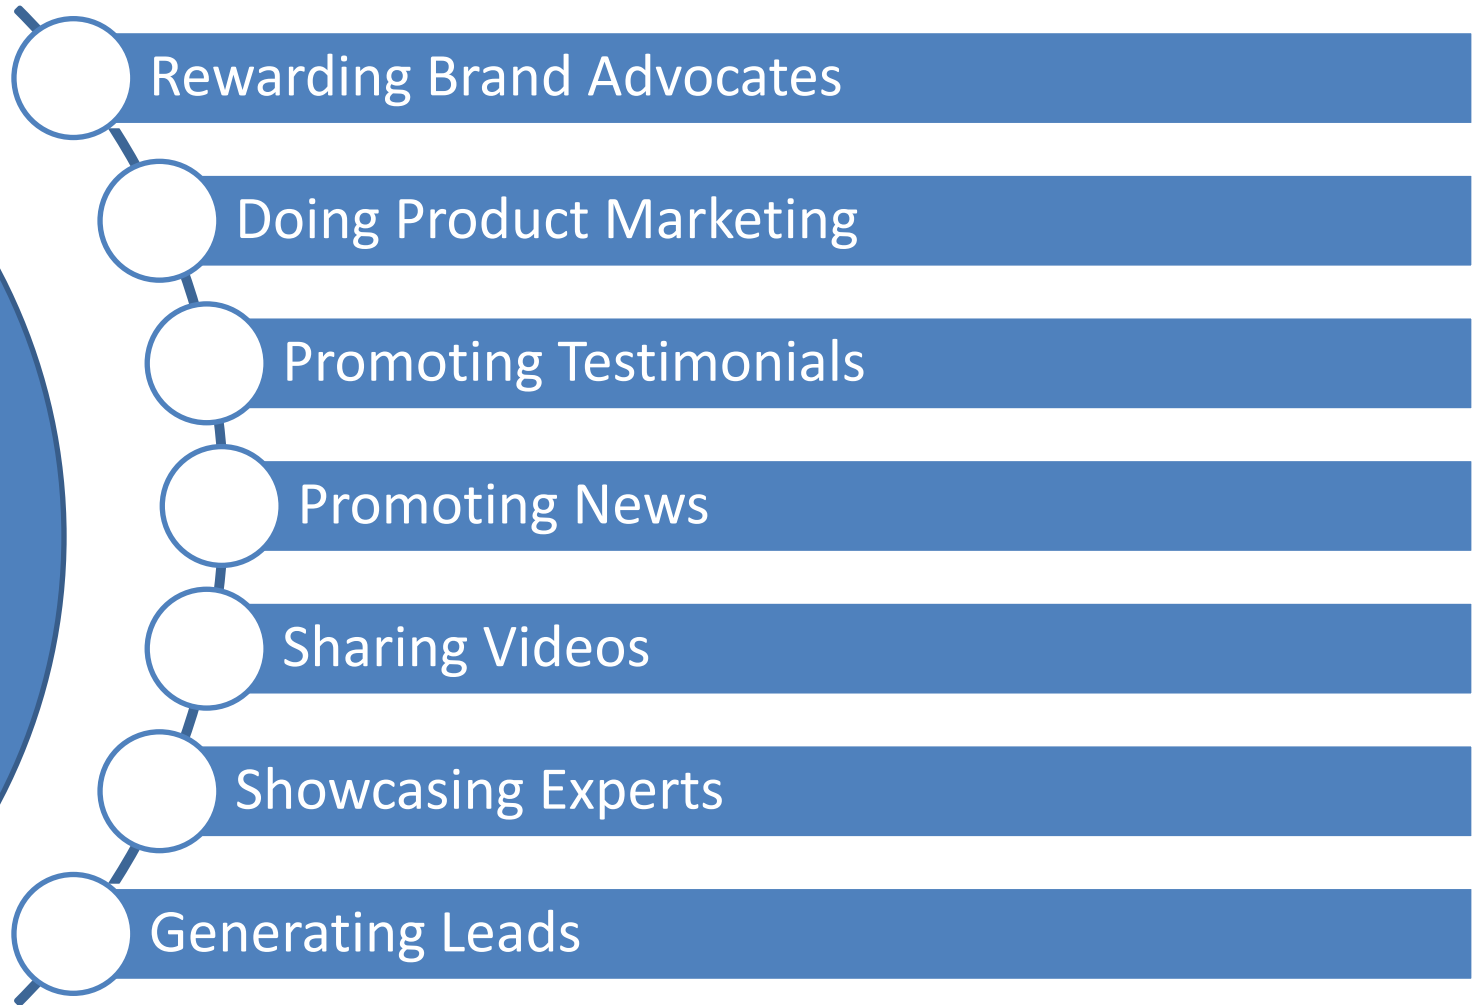 Rewarding Brand Advocates
Doing Product Marketing
Promoting Testimonials
Promoting News
Sharing Videos
Showcasing Experts
Generating Leads